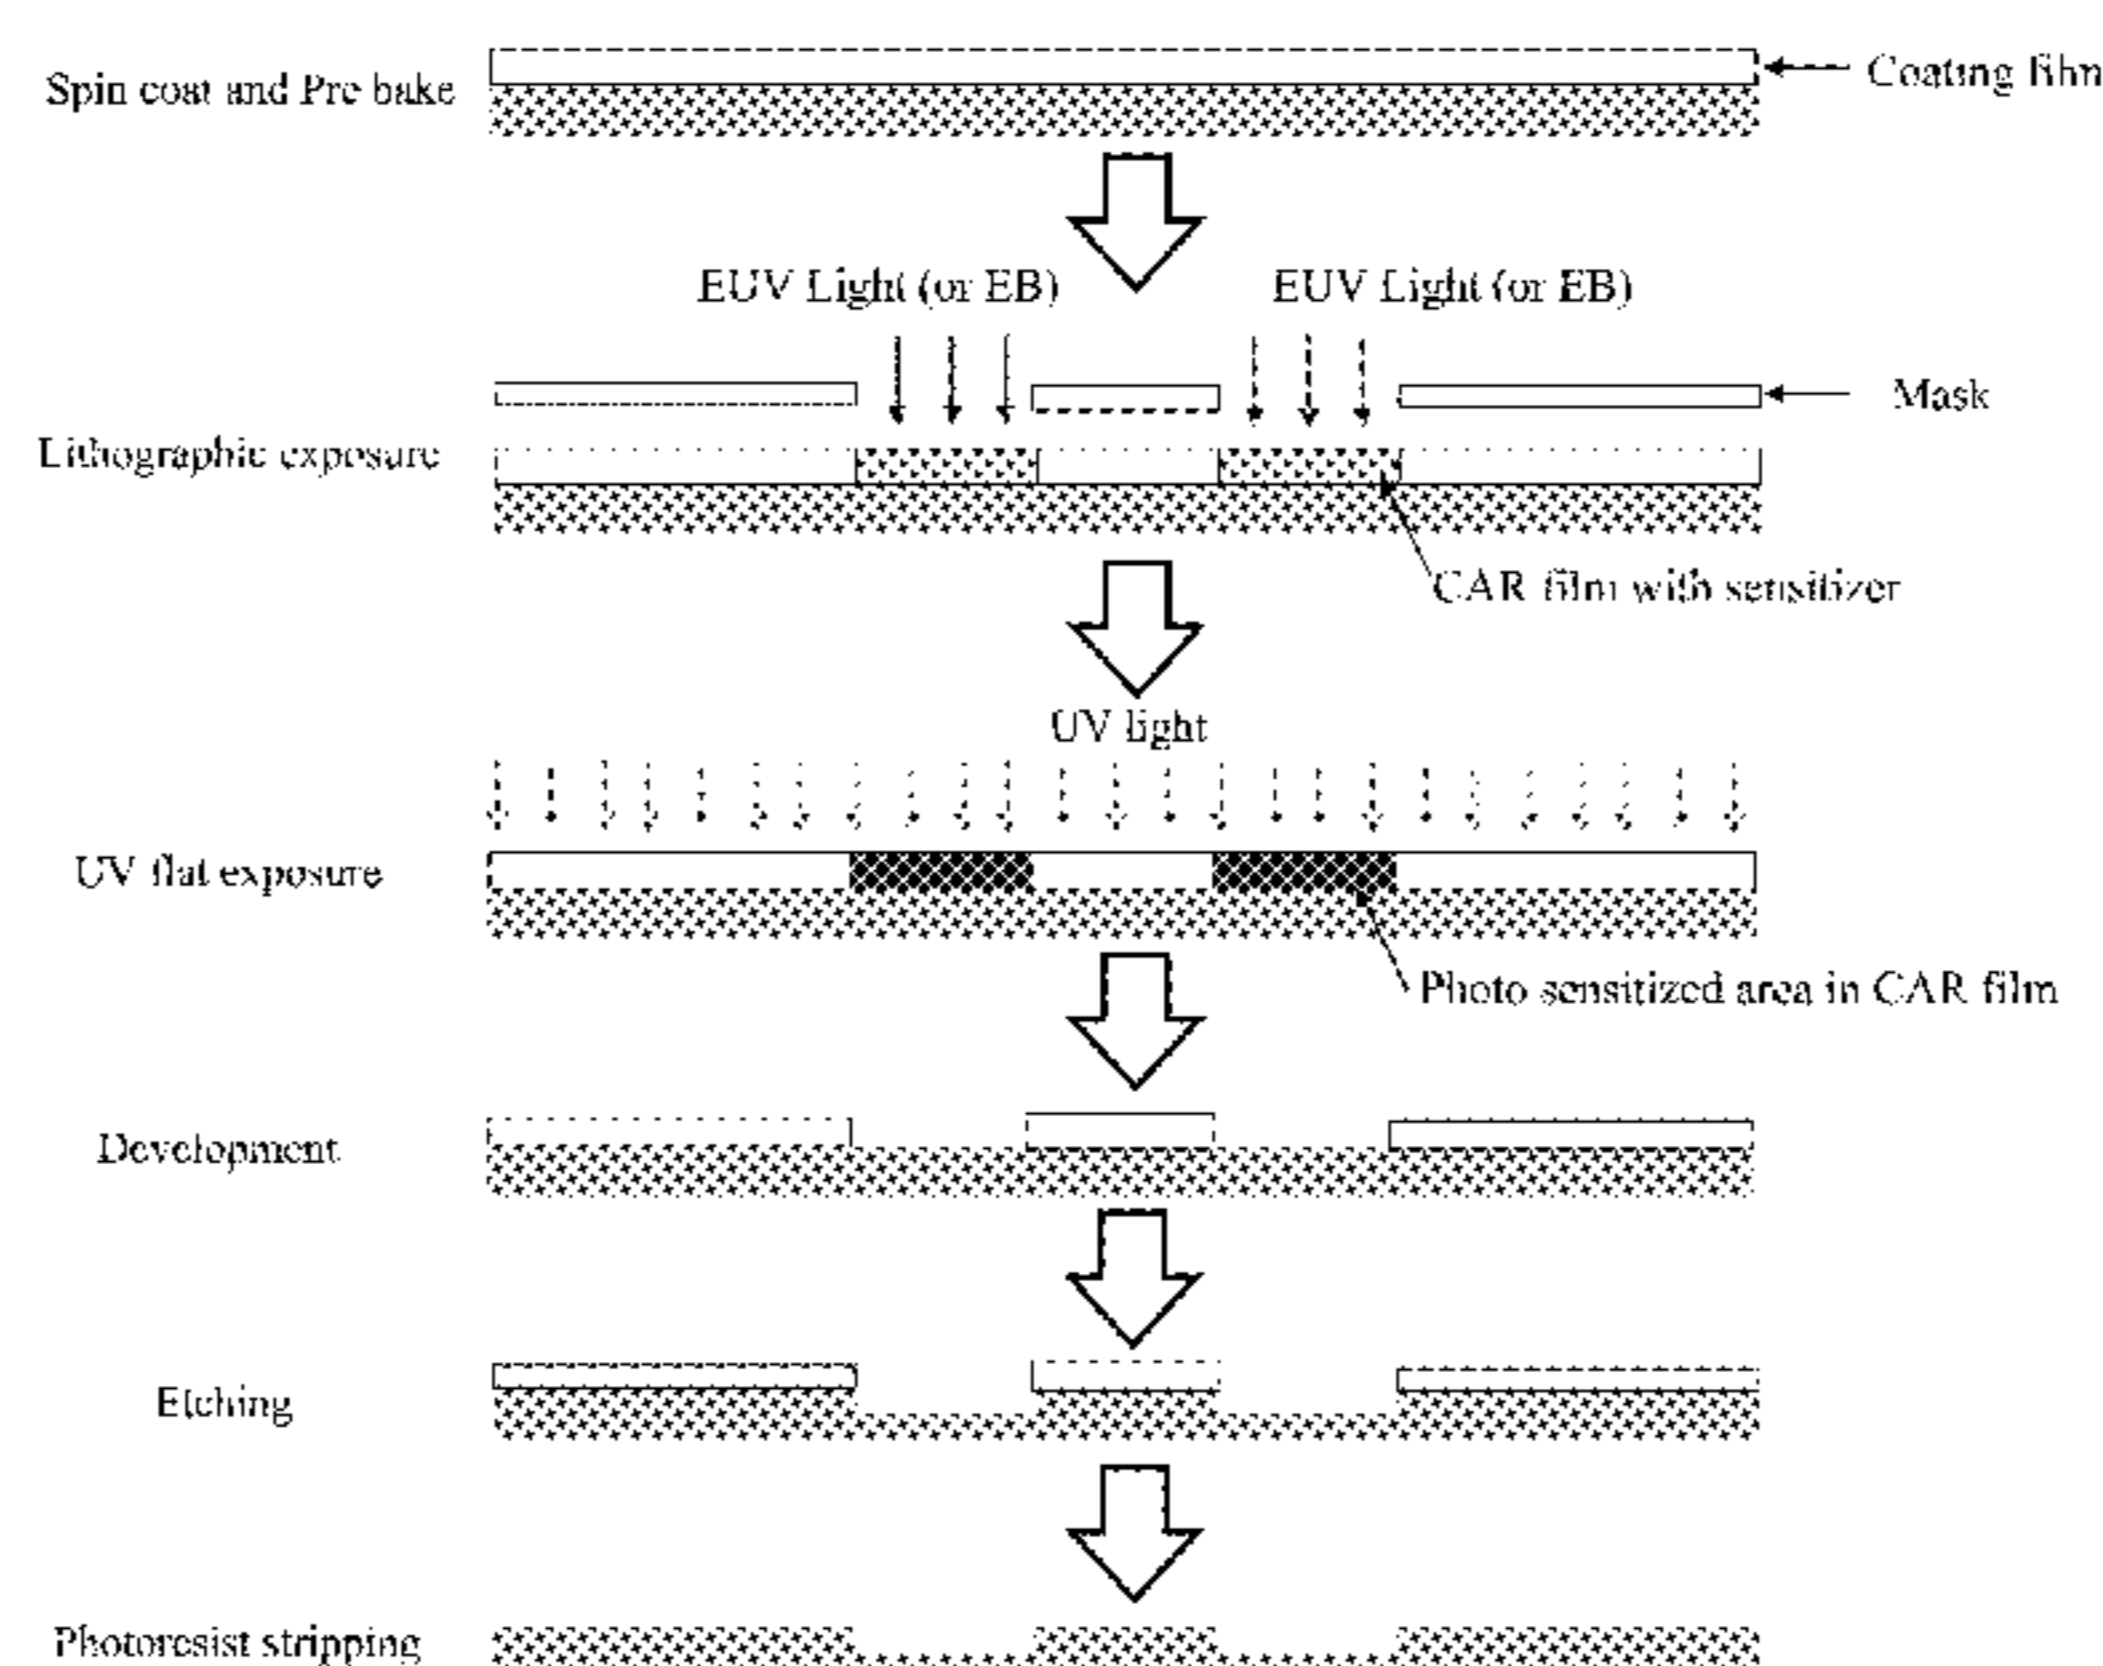 Spin coat and Pre bake
Coating film
EUV Light (or EB)
EUV Light (or EB)
Mask
Lithographic exposure
CAR film with sensitizer
UV light
UV flat exposure
Photo sensitized area in CAR film
Development
Etching
Photoresist stripping